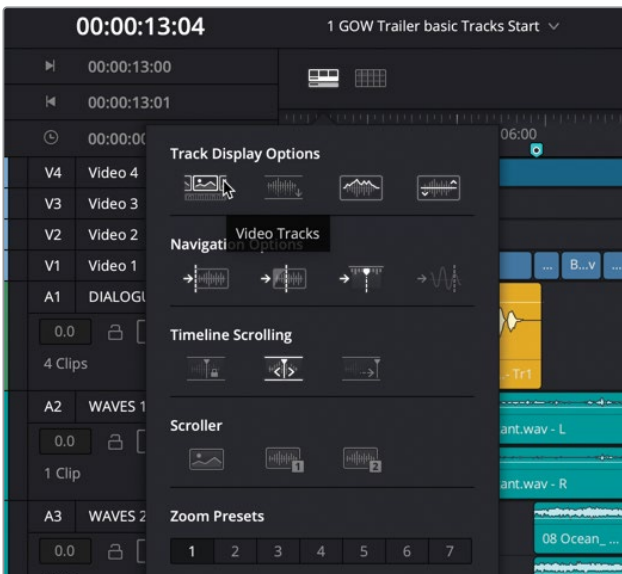 00:00:13:04
1 GOW Trailer basic Tracks Start
00:00:13:00
00:00:13:01
00:00:00
06:00
Track Display Options
V4 Video 4
V3 Video 3
V2 Video 2
Video Tracks
Navigation Options
V1 Video 1
... B...v ...
A1 DIALOGU
0.0
4 Clips
- Tr1
Timeline Scrolling
A2 WAVES 1
0.0
1 Clip
ant.wav - L
Scroller
1 2
ant.wav - R
A3 WAVES 2
0.0
Zoom Presets
08 Ocean_ ...
1 2 3 4 5 6 7